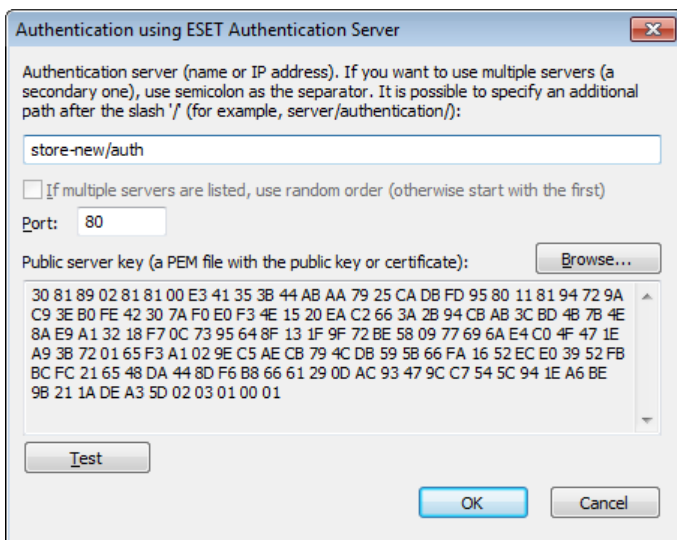 Authentication using ESET Authentication Server
Authentication server (name or IP address). If you want to use multiple servers (a
secondary one), use semicolon as the separator. It is possible to specify an additional
path after the slash '/' (for example, server/authentication/):
store-new/auth
If multiple servers are listed, use random order (otherwise start with the first)
Port: 80
Public server key (a PEM file with the public key or certificate): Browse...
30 81 89 02 81 81 00 E3 41 35 3B 44 AB AA 79 25 CA DB FD 95 80 11 81 94 72 9A
C9 3E B0 FE 42 30 7A F0 E0 F3 4E 15 20 EA C2 66 3A 2B 94 CB AB 3C BD 4B 7B 4E
8A E9 A1 32 18 F7 0C 73 95 64 8F 13 1F 9F 72 BE 58 09 77 69 6A E4 C0 4F 47 1E
A9 3B 72 01 65 F3 A1 02 9E C5 AE CB 79 4C DB 59 5B 66 FA 16 52 EC E0 39 52 FB
BC FC 21 65 48 DA 44 8D F6 B8 66 61 29 0D AC 93 47 9C C7 54 5C 94 1E A6 BE
9B 21 1A DE A3 5D 02 03 01 00 01
Test
OK Cancel